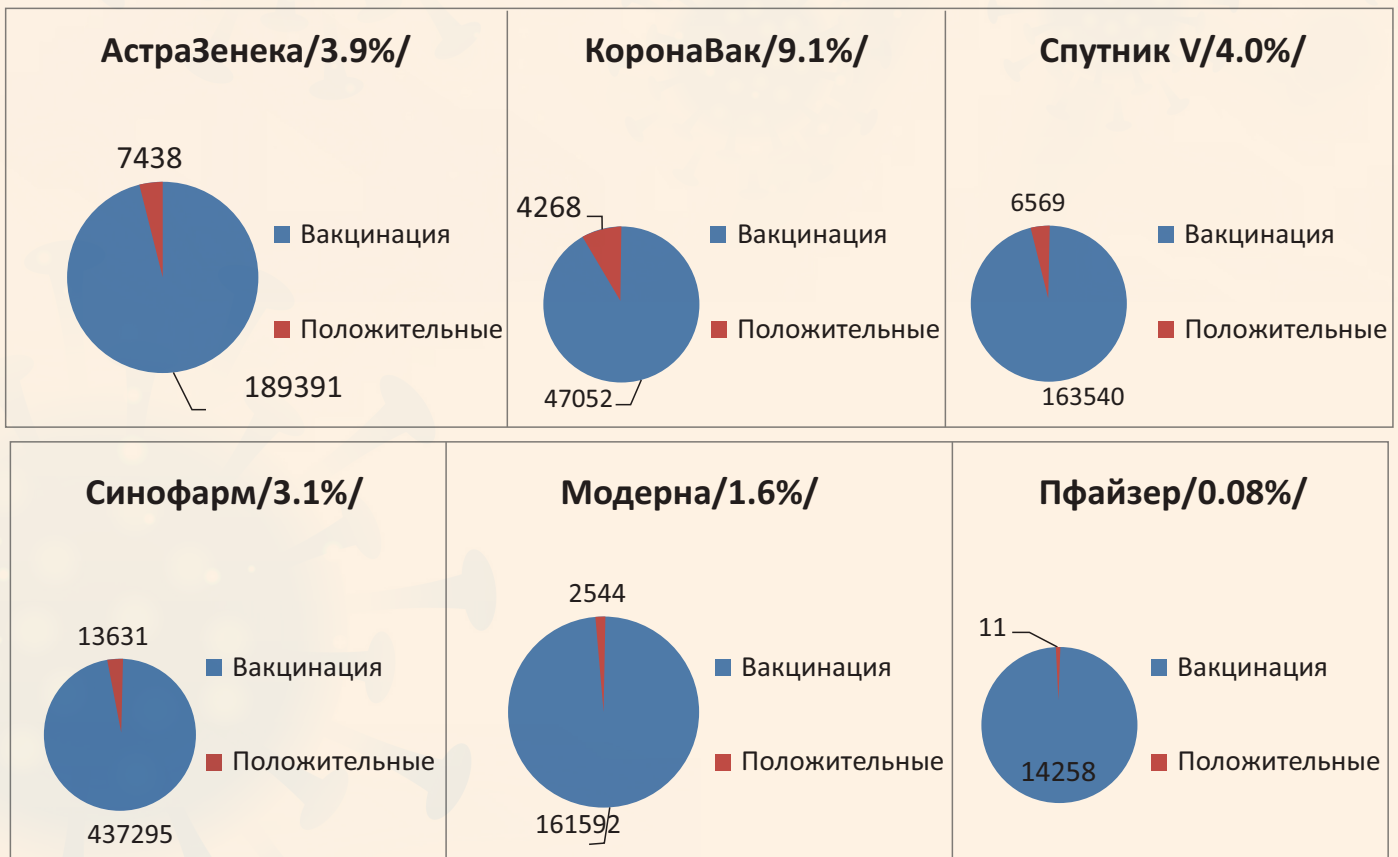 АстраЗенека/3.9%/
7438
Вакцинация
Положительные
189391
КоронаВак/9.1%/
4268
Вакцинация
Положительные
47052
Спутник V/4.0%/
6569
Вакцинация
Положительные
163540
Синофарм/3.1%/
13631
Вакцинация
Положительные
437295
Модерна/1.6%/
2544
Вакцинация
Положительные
161592
Пфайзер/0.08%/
11
Вакцинация
Положительные
14258